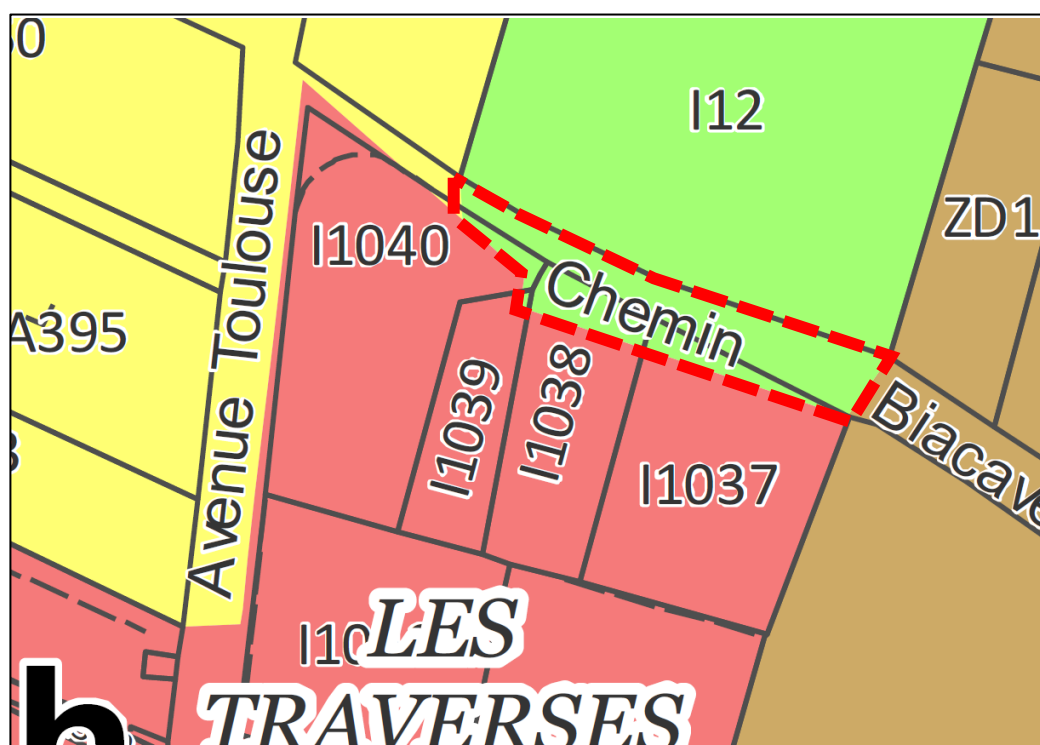 I12
ZD1
I1040
Avenue Toulouse
Chemin
A395
I1039
I1038
Biacave
I1037
LES
TRAVERSES
b